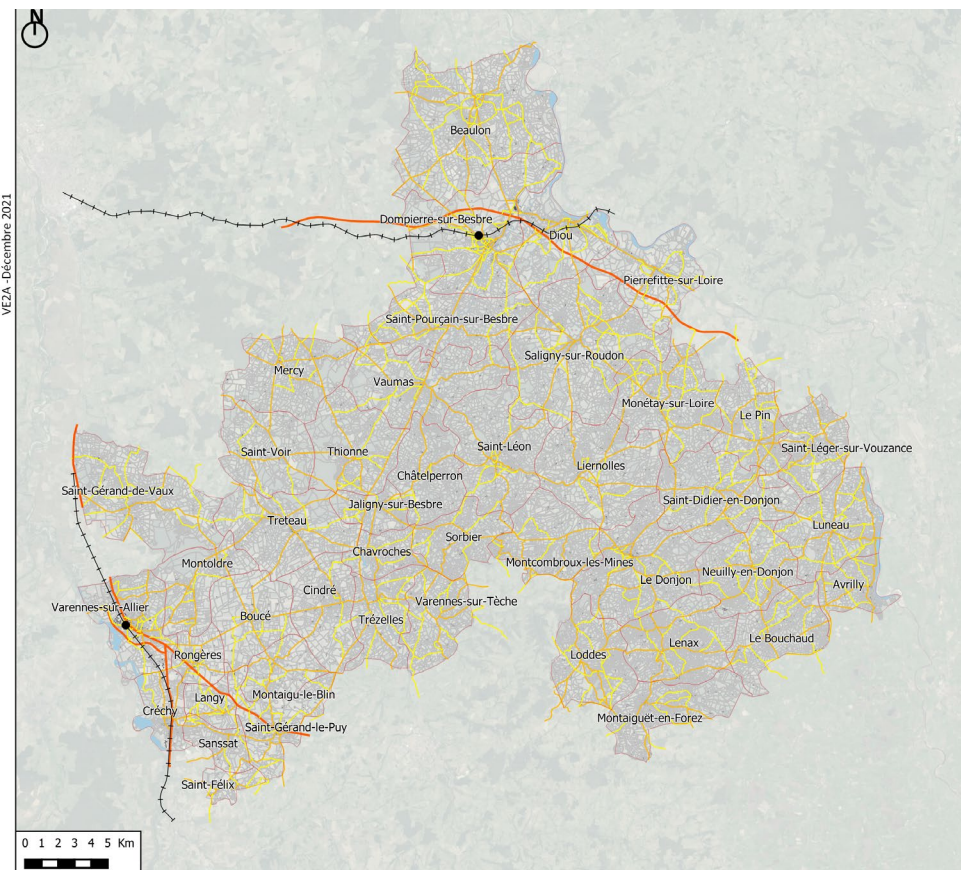 N
VE2A -Décembre 2021
Beaulon
Dompierre-sur-Besbre
Diou
Pierrefitte-sur-Loire
Saint-Pourçain-sur-Besbre
Saligny-sur-Roudon
Mercy
Vaumas
Monétay-sur-Loire
Le Pin
Saint-Voir
Thionne
Saint-Léon
Saint-Léger-sur-Vouzance
Châtelperron
Liernolles
Saint-Gérand-de-Vaux
Jaligny-sur-Besbre
Saint-Didier-en-Donjon
Treteau
Luneau
Sorbier
Chavroches
Montoldre
Montcombroux-les-Mines
Neuilly-en-Donjon
Le Donjon
Avrilly
Cindré
Varennes-sur-Allier
Varennes-sur-Tèche
Boucé
Trézelles
Le Bouchaud
Lenax
Rongères
Loddes
Langy
Montaigu-le-Blin
Créchy
Montaiguët-en-Forez
Saint-Gérand-le-Puy
Sanssat
Saint-Félix
0 1 2 3 4 5 Km